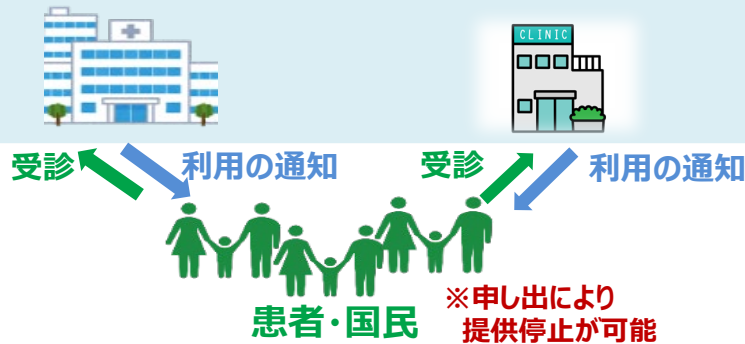 CLINIC
受診
利用の通知
受診
利用の通知
患者・国民
※申し出により
提供停止が可能